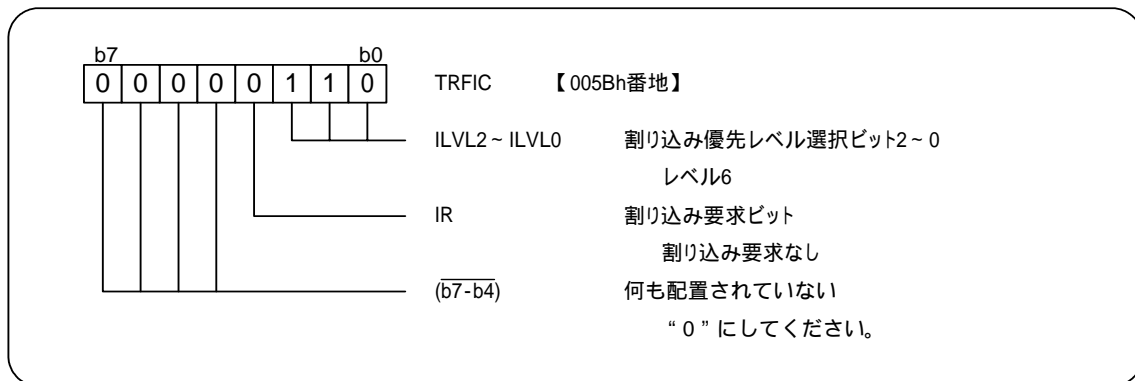 b7 b0
0 0 0 0 0 1 1 0 TRFIC 【005Bh番地】
ILVL2~ILVL0 割り込み優先レベル選択ビット2~0
レベル6
IR 割り込み要求ビット
割り込み要求なし
(b7-b4) 何も配置されていない
“0”にしてください。